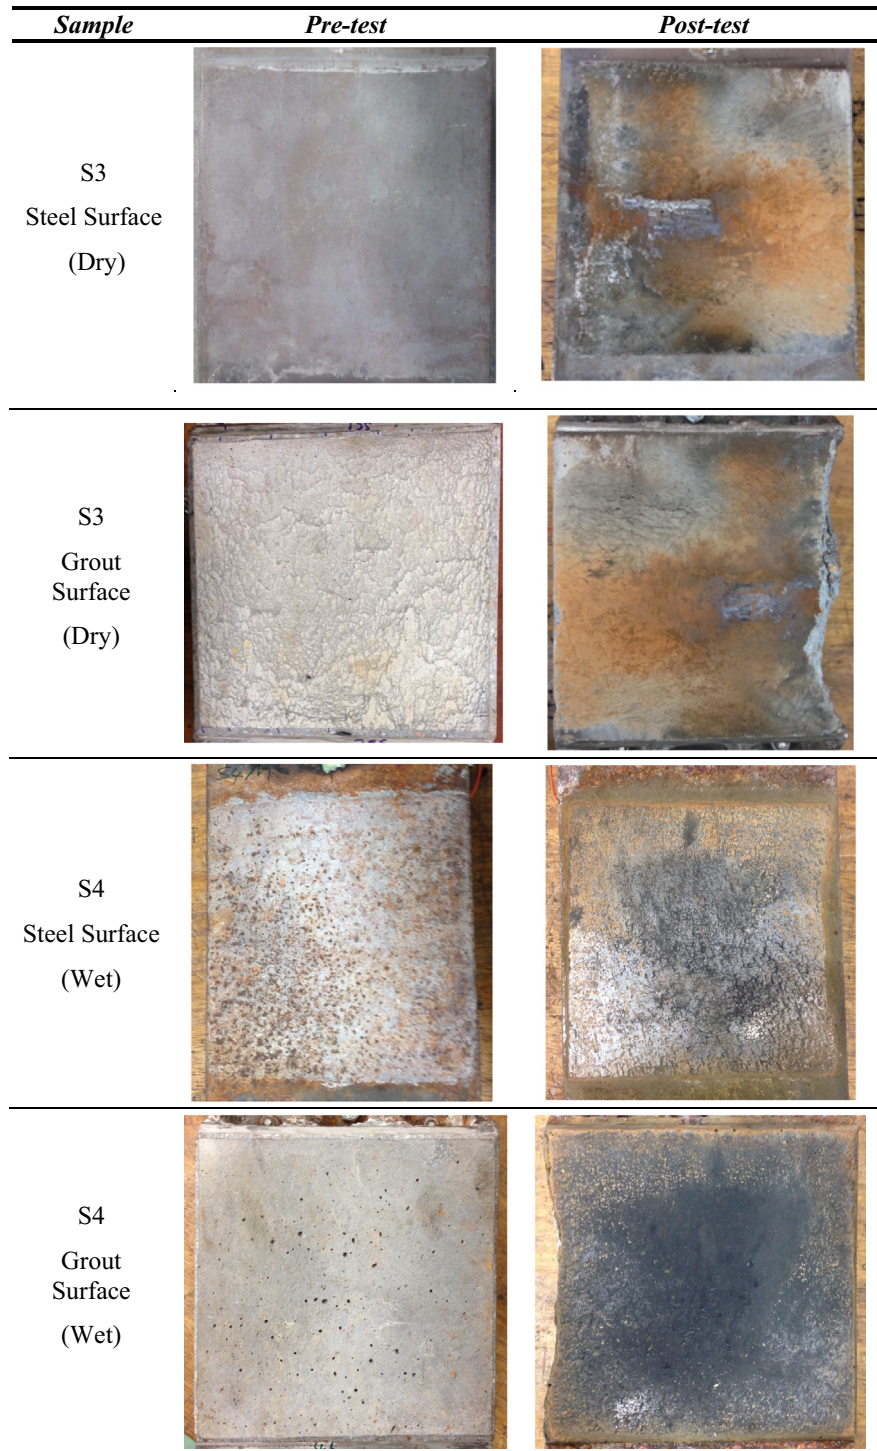 Sample Pre-test Post-test
S3
Steel Surface
(Dry)
S3
Grout
Surface
(Dry)
S4
Steel Surface
(Wet)
S4
Grout
Surface
(Wet)